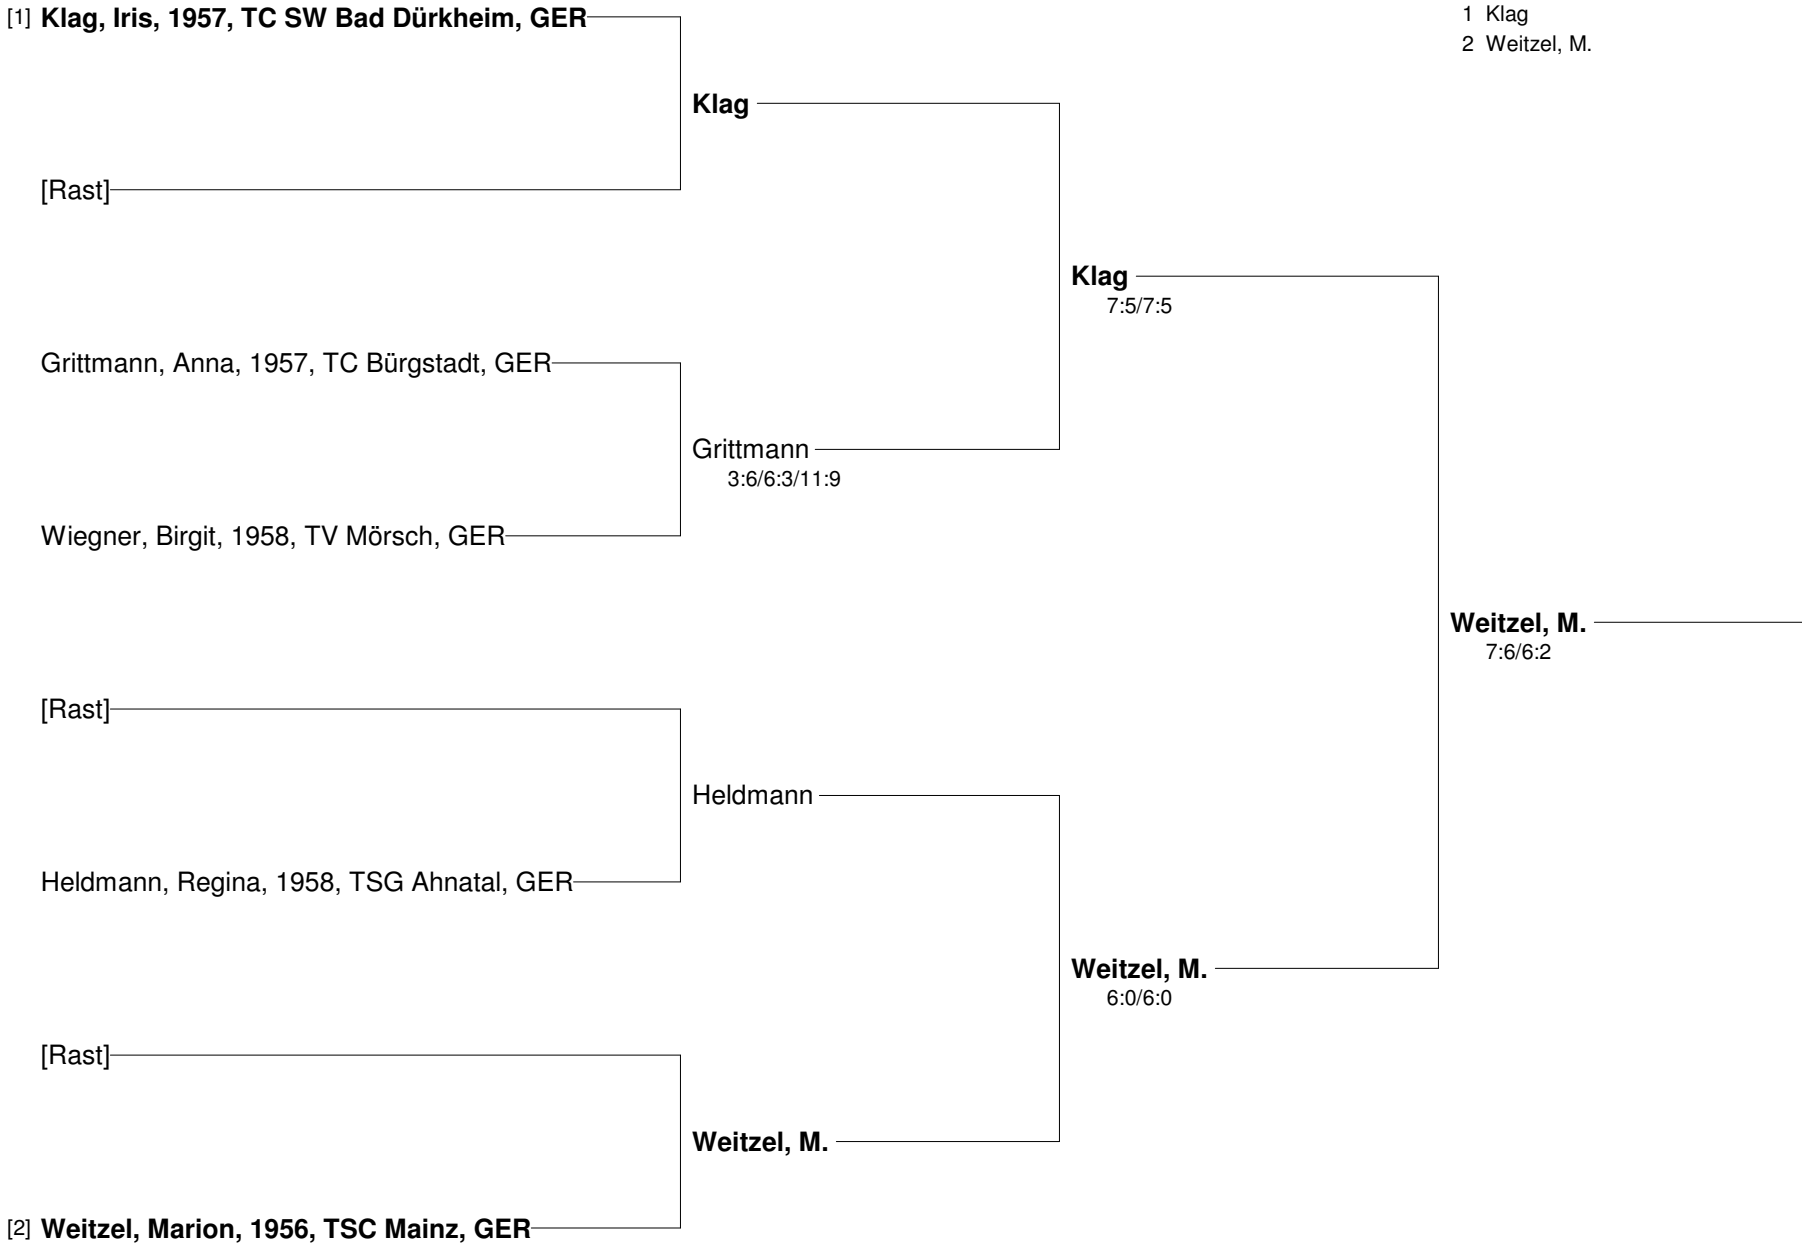 [1] Klag, Iris, 1957, TC SW Bad Dürkheim, GER
1 Klag
2 Weitzel, M.
Klag
[Rast]
Klag
7:5/7:5
Grittmann, Anna, 1957, TC Bürgstadt, GER
Grittmann
3:6/6:3/11:9
Wiegner, Birgit, 1958, TV Mörsch, GER
Weitzel, M.
7:6/6:2
[Rast]
Heldmann
Heldmann, Regina, 1958, TSG Ahnatal, GER
Weitzel, M.
6:0/6:0
[Rast]
Weitzel, M.
[2] Weitzel, Marion, 1956, TSC Mainz, GER